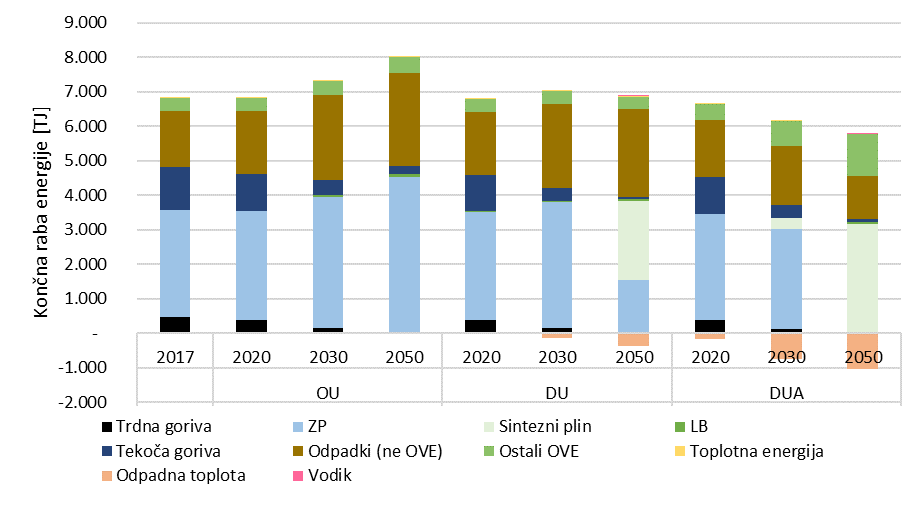 Končna raba energije [TJ]
9.000
8.000
7.000
6.000
5.000
4.000
3.000
2.000
1.000
-
-1.000
-2.000
2017 2020 2030 2050 2020 2030 2050 2020 2030 2050
OU DU DUA
Trdna goriva ZP Sintezni plin LB
Tekoča goriva Odpadki (ne OVE) Ostali OVE Toplotna energija
Odpadna toplota Vodik